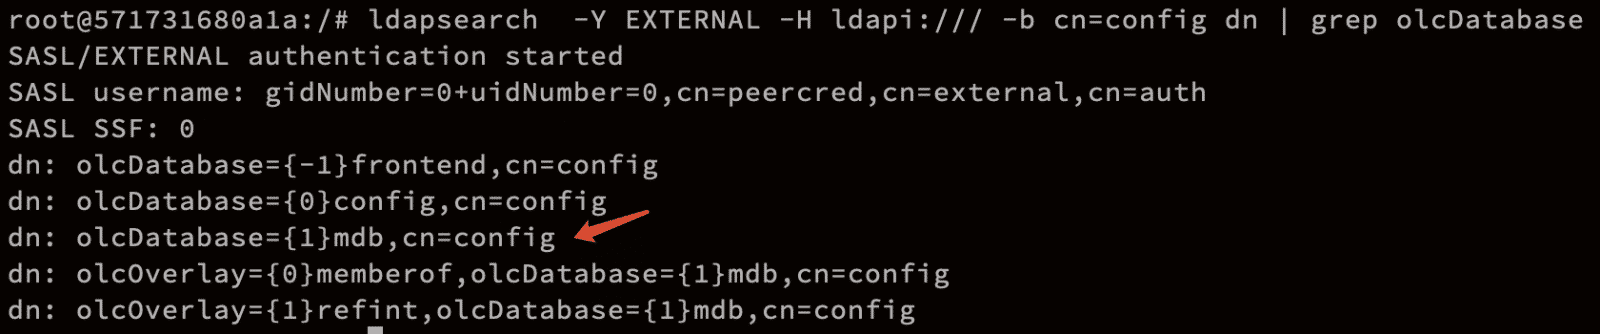 root@571731680a1a:/# ldapsearch  -Y EXTERNAL -H ldapi:/// -b cn=config dn | grep olcDatabase
SASL/EXTERNAL authentication started
SASL username: gidNumber=0+uidNumber=0,cn=peercred,cn=external,cn=auth
SASL SSF: 0
dn: olcDatabase={-1}frontend,cn=config
dn: olcDatabase={0}config,cn=config
dn: olcDatabase={1}mdb,cn=config
dn: olcOverlay={0}memberof,olcDatabase={1}mdb,cn=config
dn: olcOverlay={1}refint,olcDatabase={1}mdb,cn=config